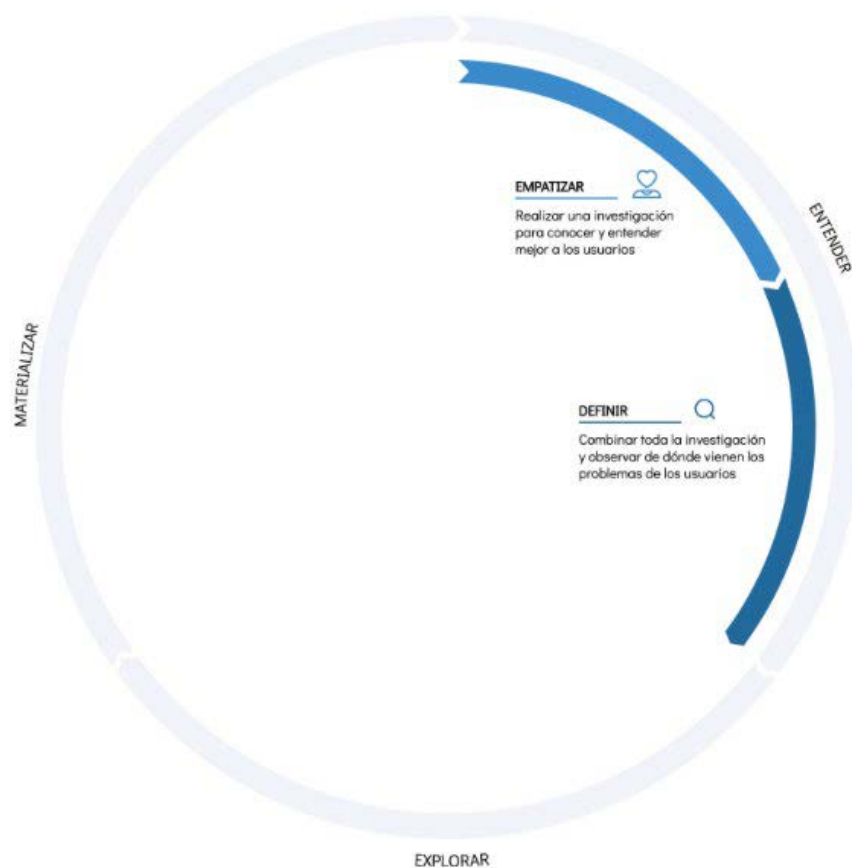 EMPATIZAR
Realizar una investigación
para conocer y entender
mejor a los usuarios
ENTENDER
MATERIALIZAR
DEFINIR
Combinar toda la investigación
y observar de dónde vienen los
problemas de los usuarios
EXPLORAR